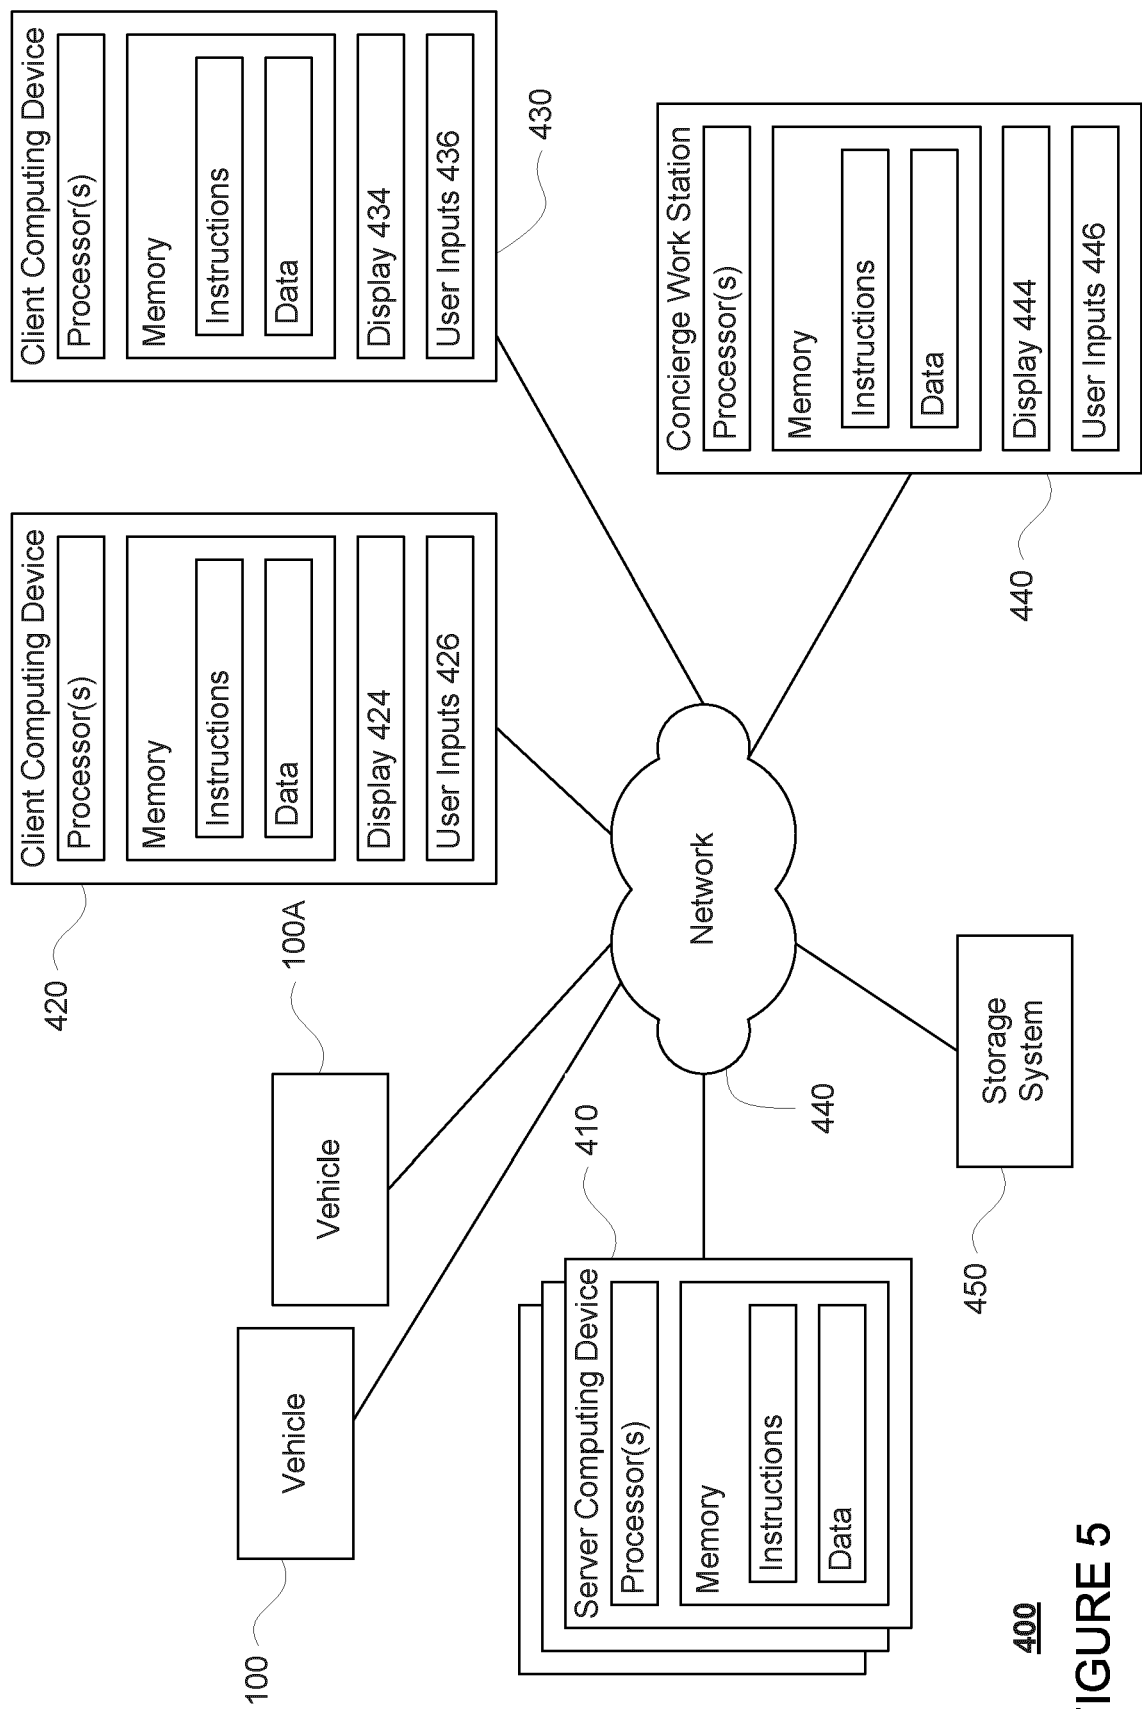 Vehicle
100
Vehicle
100A
Client Computing Device
Processor(s)
Memory
Instructions
Data
Display 424
User Inputs 426
420
Client Computing Device
Processor(s)
Memory
Instructions
Data
Display 434
User Inputs 436
430
Server Computing Device
Processor(s)
Memory
Instructions
Data
410
Network
440
Storage
System
450
Concierge Work Station
Processor(s)
Memory
Instructions
Data
Display 444
User Inputs 446
440
400
IGURE 5